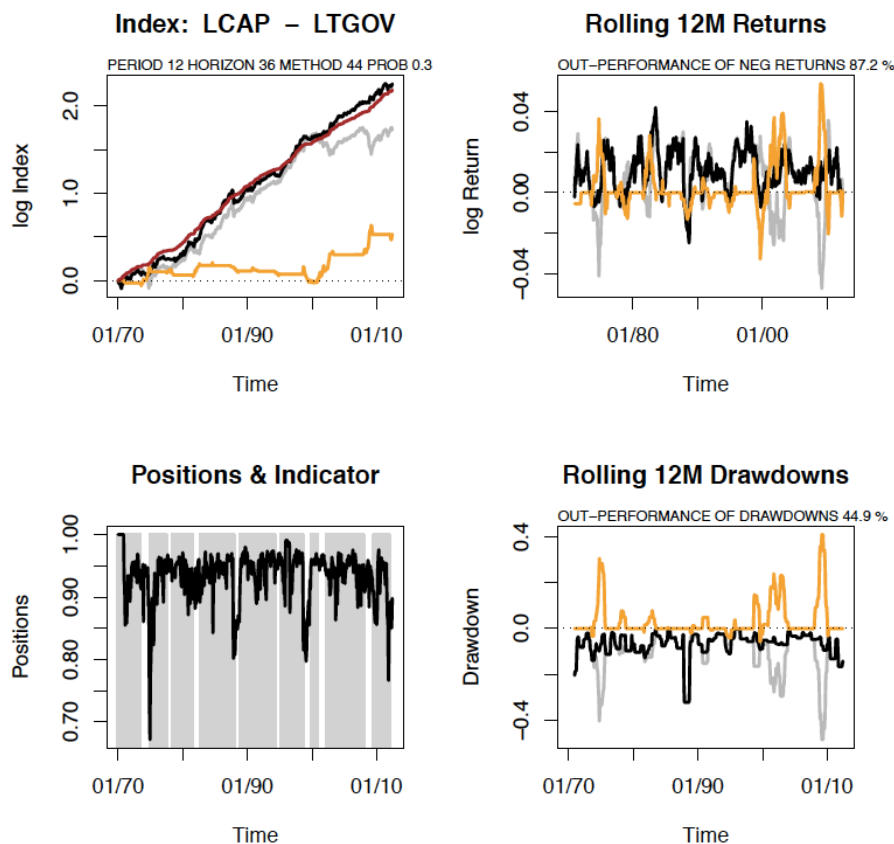 Index: LCAP – LTGOV
PERIOD 12 HORIZON 36 METHOD 44 PROB 0.3
log Index
2.0
1.0
0.0
01/70
01/90
01/10
Time
Rolling 12M Returns
OUT–PERFORMANCE OF NEG RETURNS 87.2 %
log Return
0.04
0.00
−0.04
01/80
01/00
Time
Positions & Indicator
Positions
1.00
0.90
0.80
0.70
01/70
01/90
01/10
Time
Rolling 12M Drawdowns
OUT–PERFORMANCE OF DRAWDOWNS 44.9 %
Drawdown
0.4
0.0
−0.4
01/70
01/90
01/10
Time